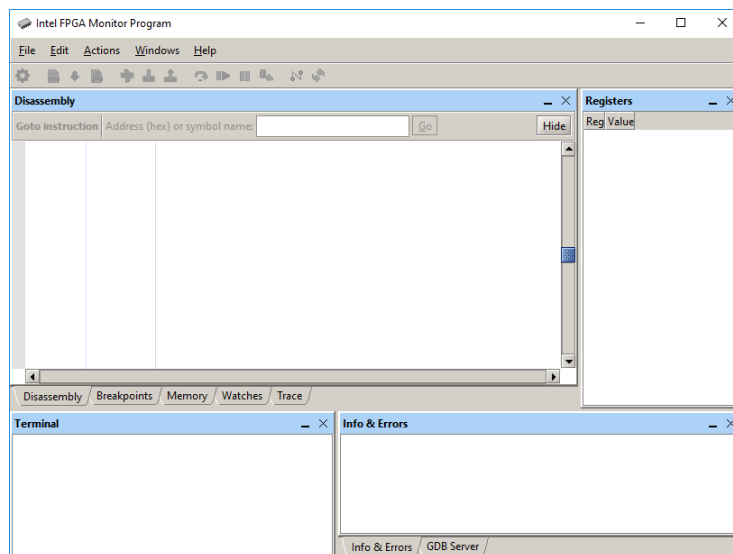 Intel FPGA Monitor Program
File Edit Actions Windows Help
Disassembly
Goto instruction Address (hex) or symbol name: Go Hide
Disassembly Breakpoints Memory Watches Trace
Registers
Reg Value
Terminal
Info & Errors
Info & Errors GDB Server